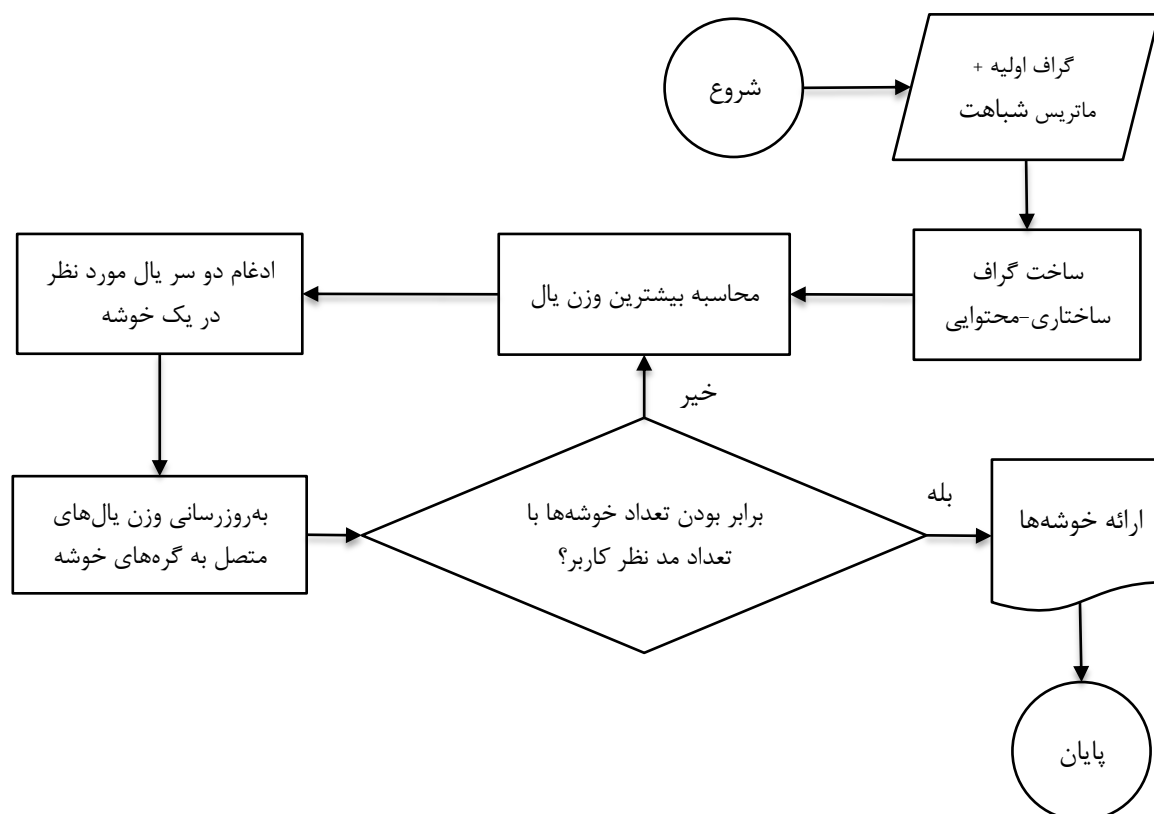 شروع
گراف اولیه +
ماتریس شباهت
ساخت گراف
ساختاری-محتوایی
محاسبه بیشترین وزن یال
ادغام دو سر یال مورد نظر
در یک خوشه
به‌روزرسانی وزن یال‌های
متصل به گره‌های خوشه
برابر بودن تعداد خوشه‌ها با
تعداد مد نظر کاربر؟
خیر
بله
ارائه خوشه‌ها
پایان